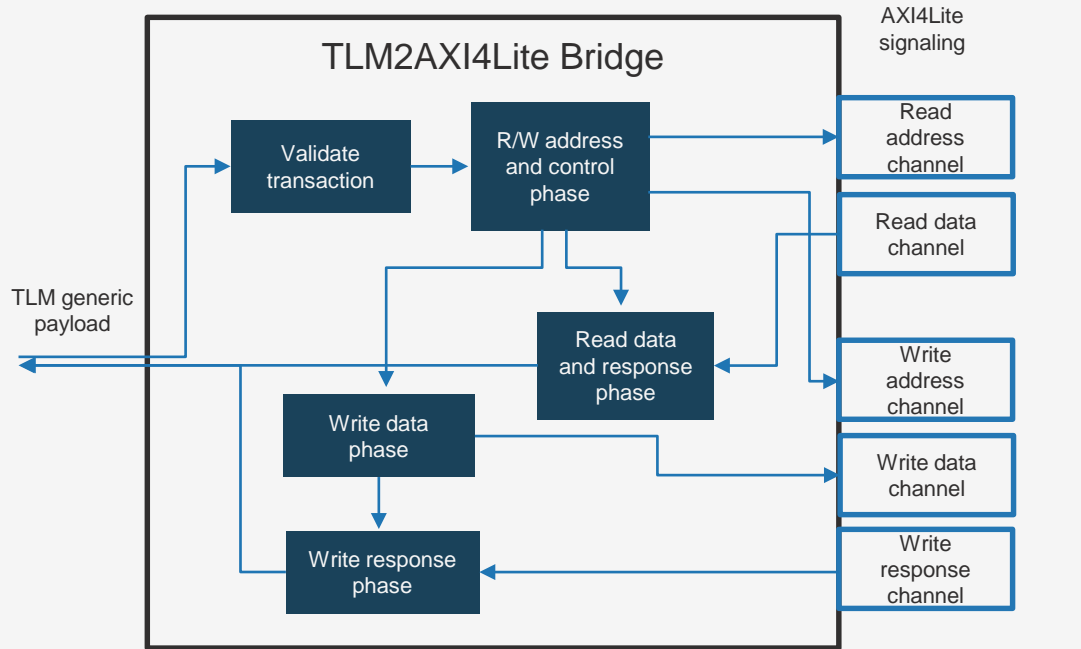 AXI4Lite
signaling
TLM2AXI4Lite Bridge
Validate
transaction
R/W address
and control
phase
Read
address
channel
Read data
channel
TLM generic
payload
Read data
and response
phase
Write
address
channel
Write data
phase
Write data
channel
Write response
phase
Write
response
channel